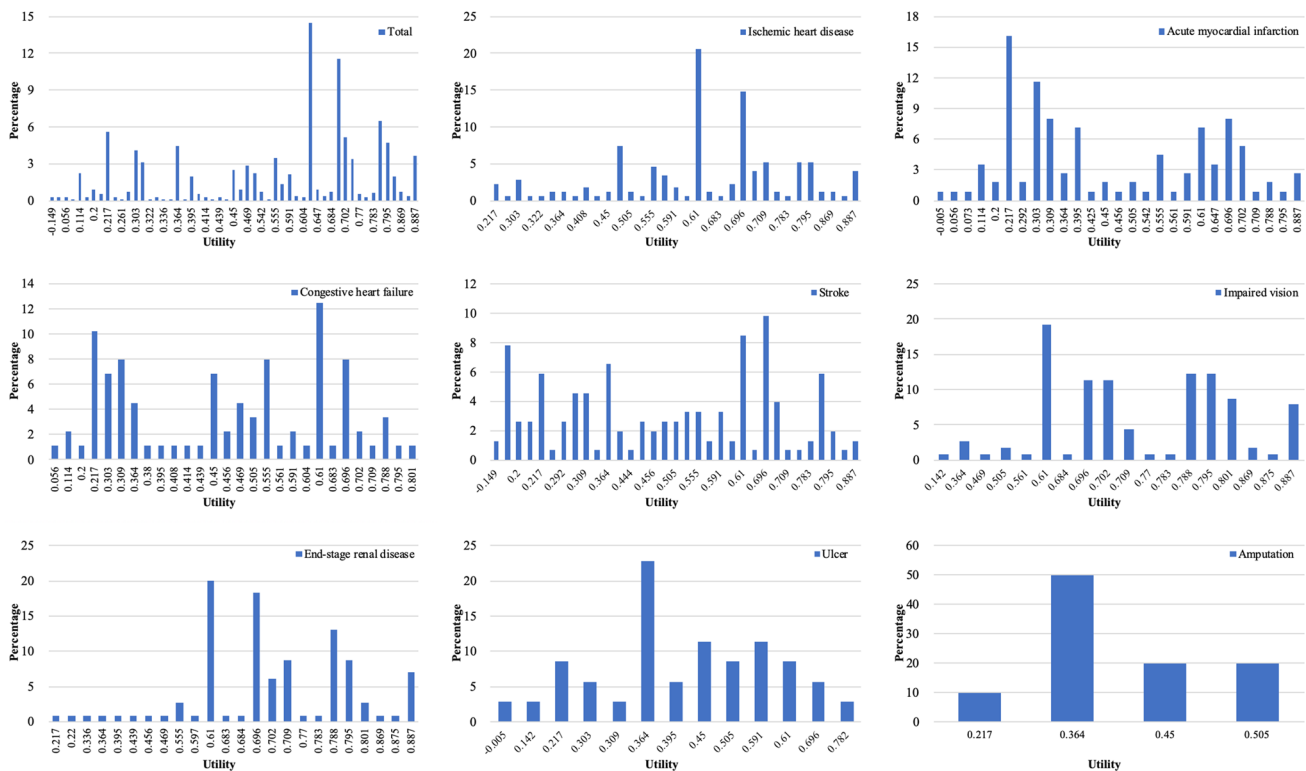 Total
Percentage
15
12
9
6
3
0
-0.149 0.056 0.114 0.2 0.217 0.261 0.303 0.322 0.364 0.395 0.414 0.439 0.45 0.469 0.542 0.555 0.591 0.604 0.647 0.702 0.783 0.795 0.869 0.887
Utility
Ischemic heart disease
Percentage
25
20
15
10
5
0
0.217 0.303 0.322 0.364 0.408 0.45 0.505 0.555 0.591 0.61 0.683 0.696 0.709 0.783 0.795 0.869 0.887
Utility
Acute myocardial infarction
Percentage
18
15
12
9
6
3
0
-0.005 0.056 0.073 0.114 0.2 0.217 0.292 0.303 0.309 0.364 0.395 0.425 0.45 0.456 0.505 0.542 0.555 0.561 0.591 0.61 0.647 0.696 0.702 0.709 0.788 0.795 0.887
Utility
Congestive heart failure
Percentage
14
12
10
8
6
4
2
0
0.056 0.114 0.2 0.217 0.303 0.309 0.364 0.38 0.395 0.408 0.414 0.439 0.45 0.456 0.469 0.505 0.555 0.561 0.591 0.61 0.683 0.696 0.702 0.709 0.788 0.795 0.801
Utility
Stroke
Percentage
12
10
8
6
4
2
0
-0.149 0.2 0.217 0.292 0.309 0.364 0.444 0.456 0.505 0.555 0.591 0.61 0.696 0.709 0.783 0.795 0.887
Utility
Impaired vision
Percentage
25
20
15
10
5
0
0.142 0.364 0.469 0.505 0.561 0.61 0.684 0.696 0.702 0.709 0.77 0.783 0.788 0.795 0.801 0.869 0.875 0.887
Utility
End-stage renal disease
Percentage
25
20
15
10
5
0
0.217 0.22 0.336 0.364 0.395 0.439 0.456 0.469 0.555 0.597 0.61 0.683 0.684 0.696 0.702 0.709 0.77 0.783 0.788 0.795 0.801 0.869 0.875 0.887
Utility
Ulcer
Percentage
25
20
15
10
5
0
-0.005 0.142 0.217 0.303 0.309 0.364 0.395 0.45 0.505 0.591 0.61 0.696 0.782
Utility
Amputation
Percentage
60
50
40
30
20
10
0
0.217 0.364 0.45 0.505
Utility